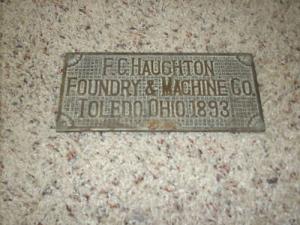 F.C. HAUGHTON
FOUNDRY & MACHINE CO.
TOLEDO, OHIO. 1893